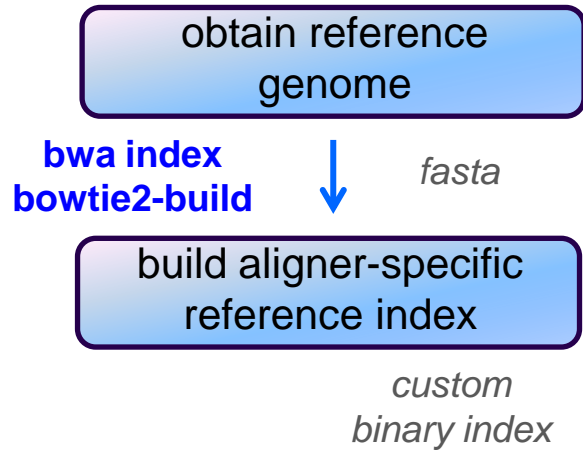 obtain reference
genome
bwa index
bowtie2-build
fasta
build aligner-specific
reference index
custom
binary index